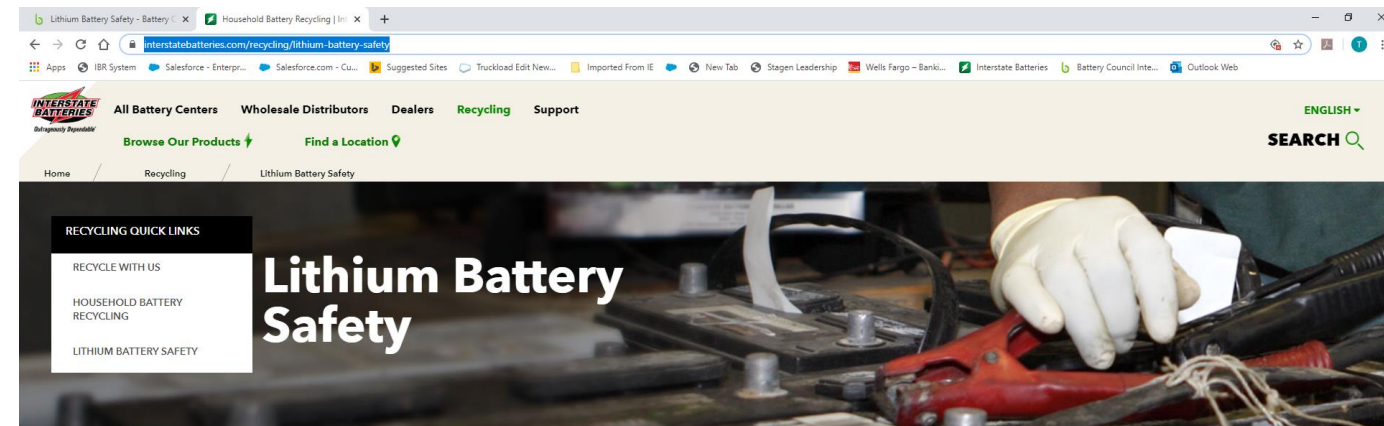 Lithium Battery Safety - Battery C
Household Battery Recycling | Int
interstatebatteries.com/recycling/lithium-battery-safety
T
Apps IBR System Salesforce - Enterpr... Salesforce.com - Cu... Suggested Sites Truckload Edit New... Imported From IE New Tab Stagen Leadership Wells Fargo – Banki... Interstate Batteries Battery Council Inte... Outlook Web
INTERSTATE
BATTERIES
Outrageously Dependable
All Battery Centers Wholesale Distributors Dealers Recycling Support
ENGLISH
Browse Our Products Find a Location
SEARCH
Home / Recycling / Lithium Battery Safety
RECYCLING QUICK LINKS
RECYCLE WITH US
HOUSEHOLD BATTERY
RECYCLING
LITHIUM BATTERY SAFETY
Lithium Battery
Safety